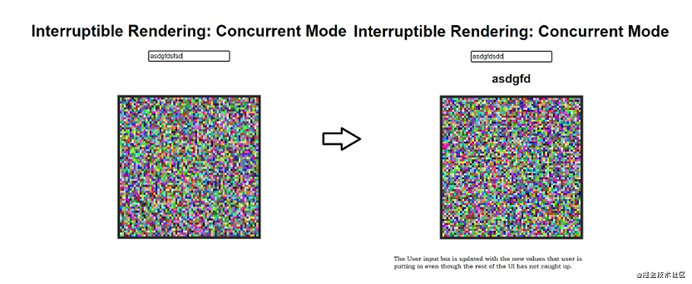 Interruptible Rendering: Concurrent Mode
asdgfdsfsd
Interruptible Rendering: Concurrent Mode
asdgfdsdd
asdgfd
The User input box is updated with the new values that user is
putting in even though the rest of the UI has not caught up.
@掘金技术社区